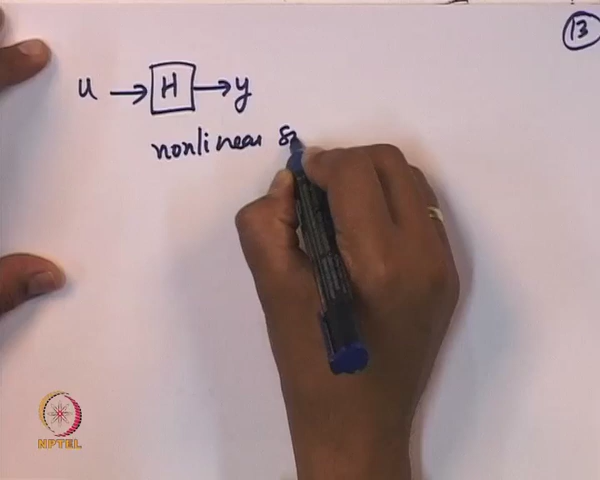 13
u → H → y
nonlinear
NPTEL